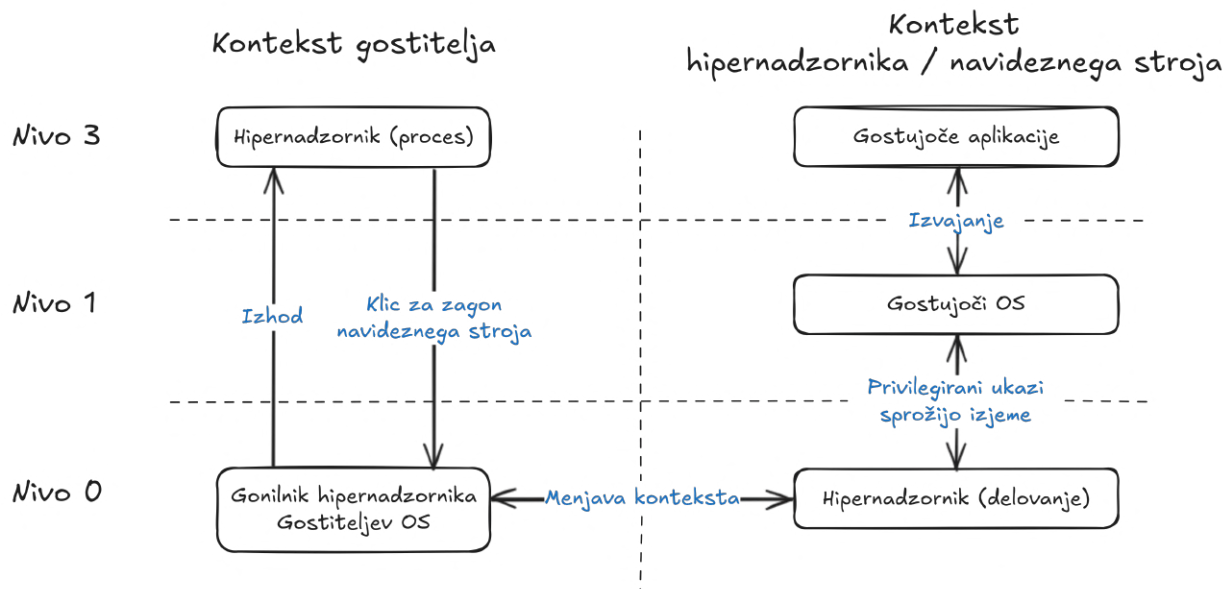 Kontekst gostitelja
Kontekst
hipernadzornika / navideznega stroja
Nivo 3
Hipernadzornik (proces)
Gostujoče aplikacije
Izvajanje
Nivo 1
Izhod
Klic za zagon
navideznega stroja
Gostujoči OS
Privilegirani ukazi
sprožijo izjeme
Nivo 0
Gonilnik hipernadzornika
Gostiteljev OS
Menjava konteksta
Hipernadzornik (delovanje)